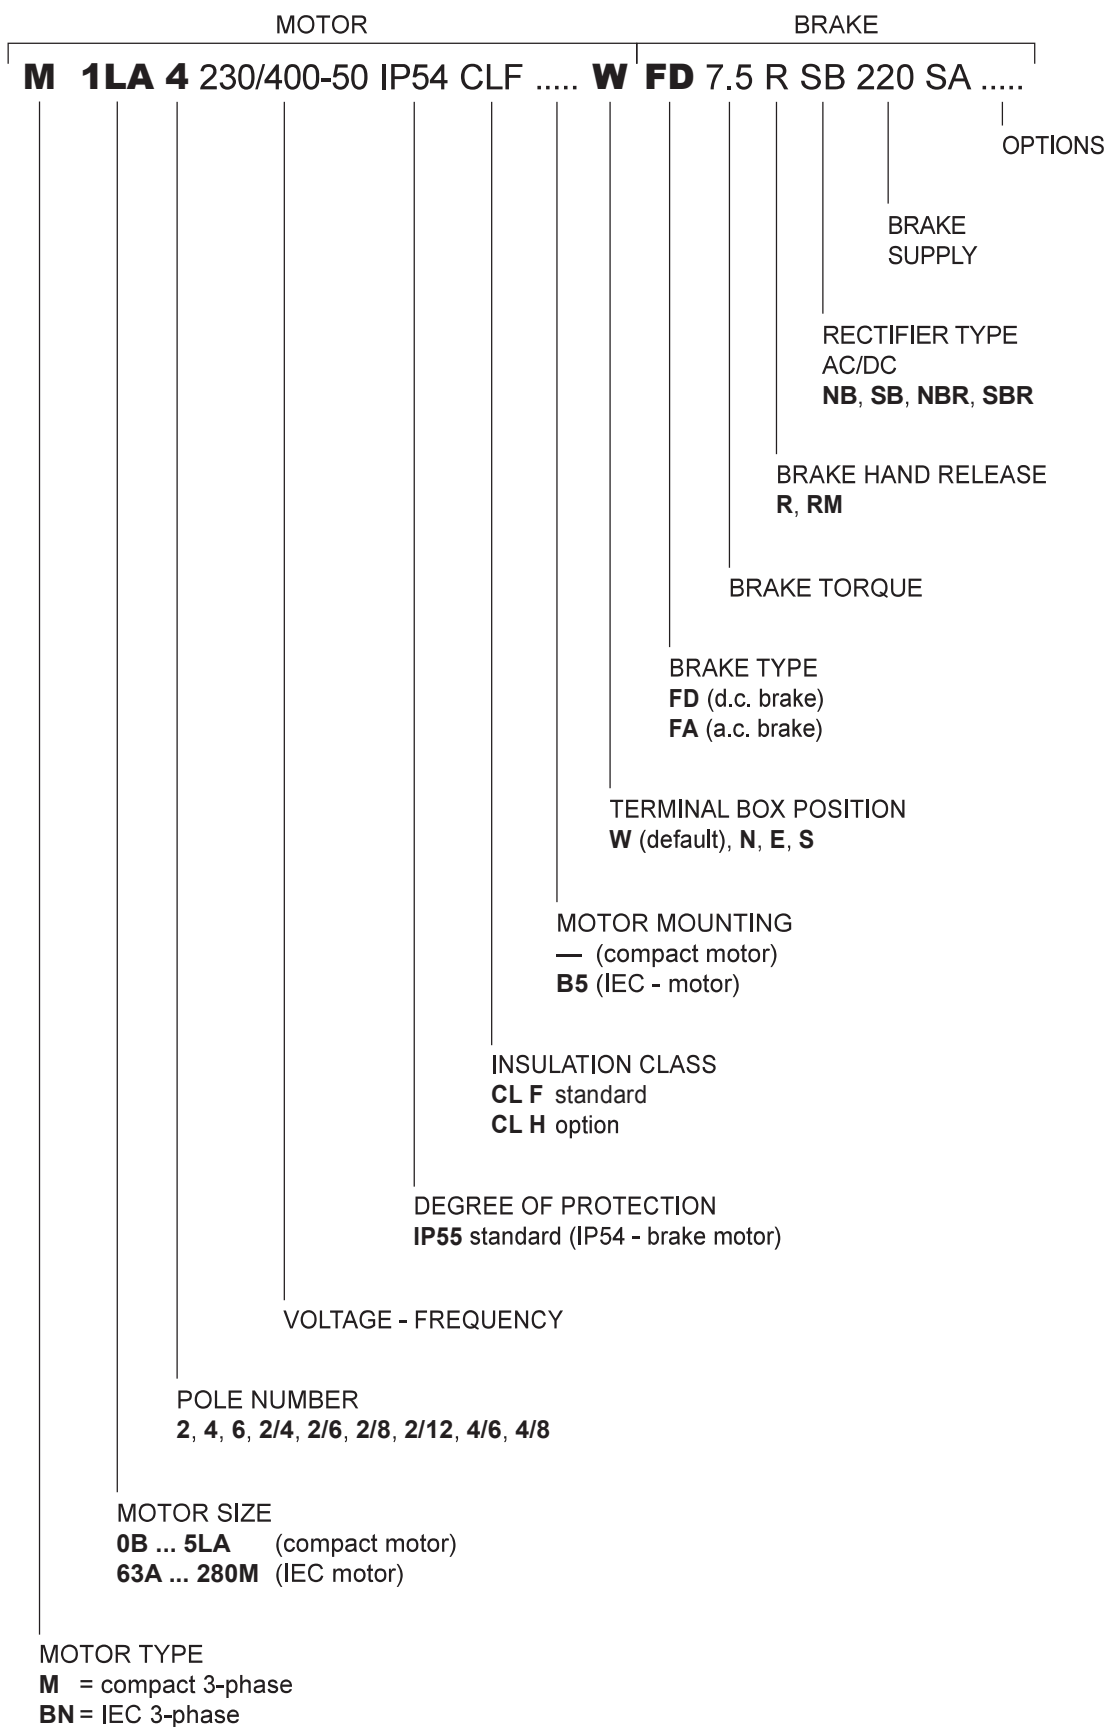 MOTOR BRAKE
M 1LA 4 230/400-50 IP54 CLF ..... W FD 7.5 R SB 220 SA .....
OPTIONS
BRAKE
SUPPLY
RECTIFIER TYPE
AC/DC
NB, SB, NBR, SBR
BRAKE HAND RELEASE
R, RM
BRAKE TORQUE
BRAKE TYPE
FD (d.c. brake)
FA (a.c. brake)
TERMINAL BOX POSITION
W (default), N, E, S
MOTOR MOUNTING
— (compact motor)
B5 (IEC - motor)
INSULATION CLASS
CL F standard
CL H option
DEGREE OF PROTECTION
IP55 standard (IP54 - brake motor)
VOLTAGE - FREQUENCY
POLE NUMBER
2, 4, 6, 2/4, 2/6, 2/8, 2/12, 4/6, 4/8
MOTOR SIZE
0B ... 5LA (compact motor)
63A ... 280M (IEC motor)
MOTOR TYPE
M = compact 3-phase
BN = IEC 3-phase